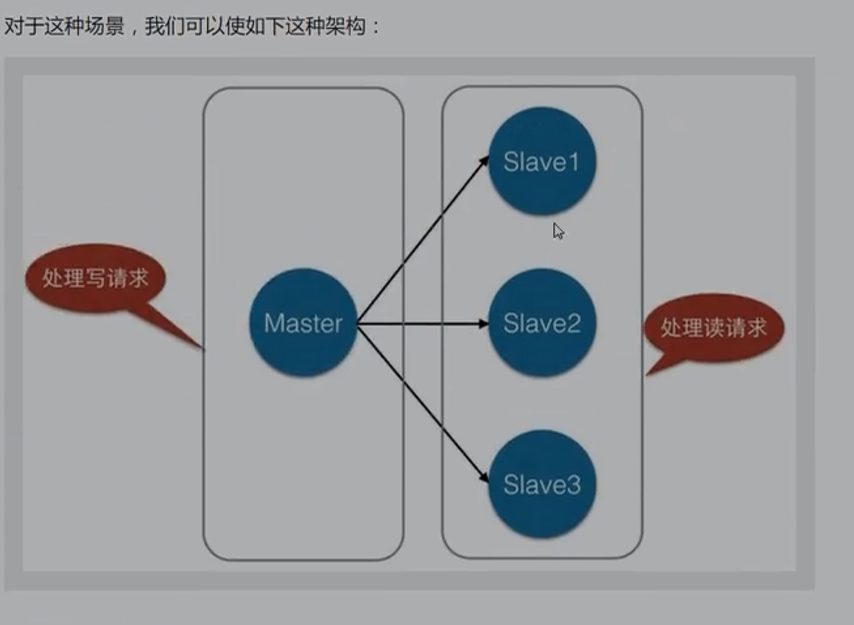 对于这种场景，我们可以使如下这种架构：
Slave1
处理写请求
Master
Slave2
处理读请求
Slave3